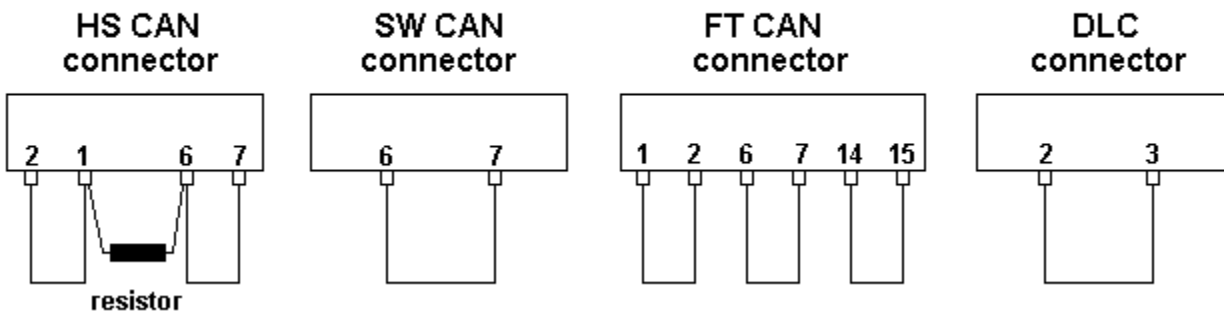 HS CAN
connector
SW CAN
connector
FT CAN
connector
DLC
connector
2 1 6 7
6 7
1 2 6 7 14 15
2 3
resistor